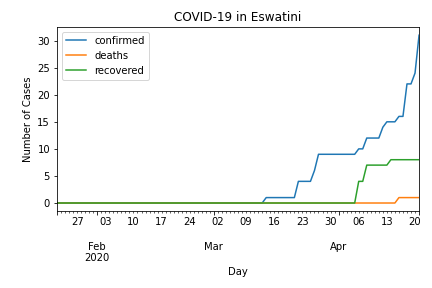 COVID-19 in Eswatini
confirmed
deaths
recovered
Number of Cases
30
25
20
15
10
5
0
27 03 10 17 24 02 09 16 23 30 06 13 20
Feb Mar Apr
2020
Day